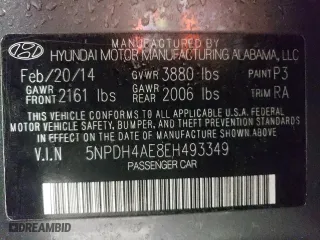 MANUFACTURED BY
HYUNDAI MOTOR MANUFACTURING ALABAMA, LLC
Feb/20/14 GVWR 3880 lbs PAINT P3
GAWR FRONT 2161 lbs GAWR REAR 2006 lbs TRIM RA
THIS VEHICLE CONFORMS TO ALL APPLICABLE U.S. FEDERAL
MOTOR VEHICLE SAFETY, BUMPER, AND THEFT PREVENTION STANDARDS
IN EFFECT ON THE DATE OF MANUFACTURE SHOWN ABOVE.
V.I.N 5NPDH4AE8EH493349
PASSENGER CAR
DREAMBID